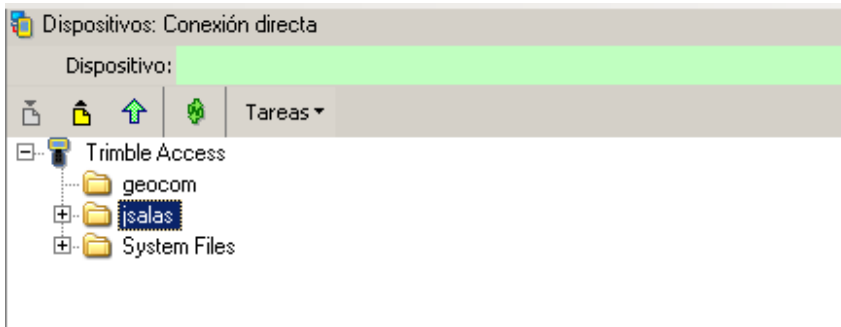 Dispositivos: Conexión directa
Dispositivo:
Tareas
Trimble Access
geocom
jsalas
System Files